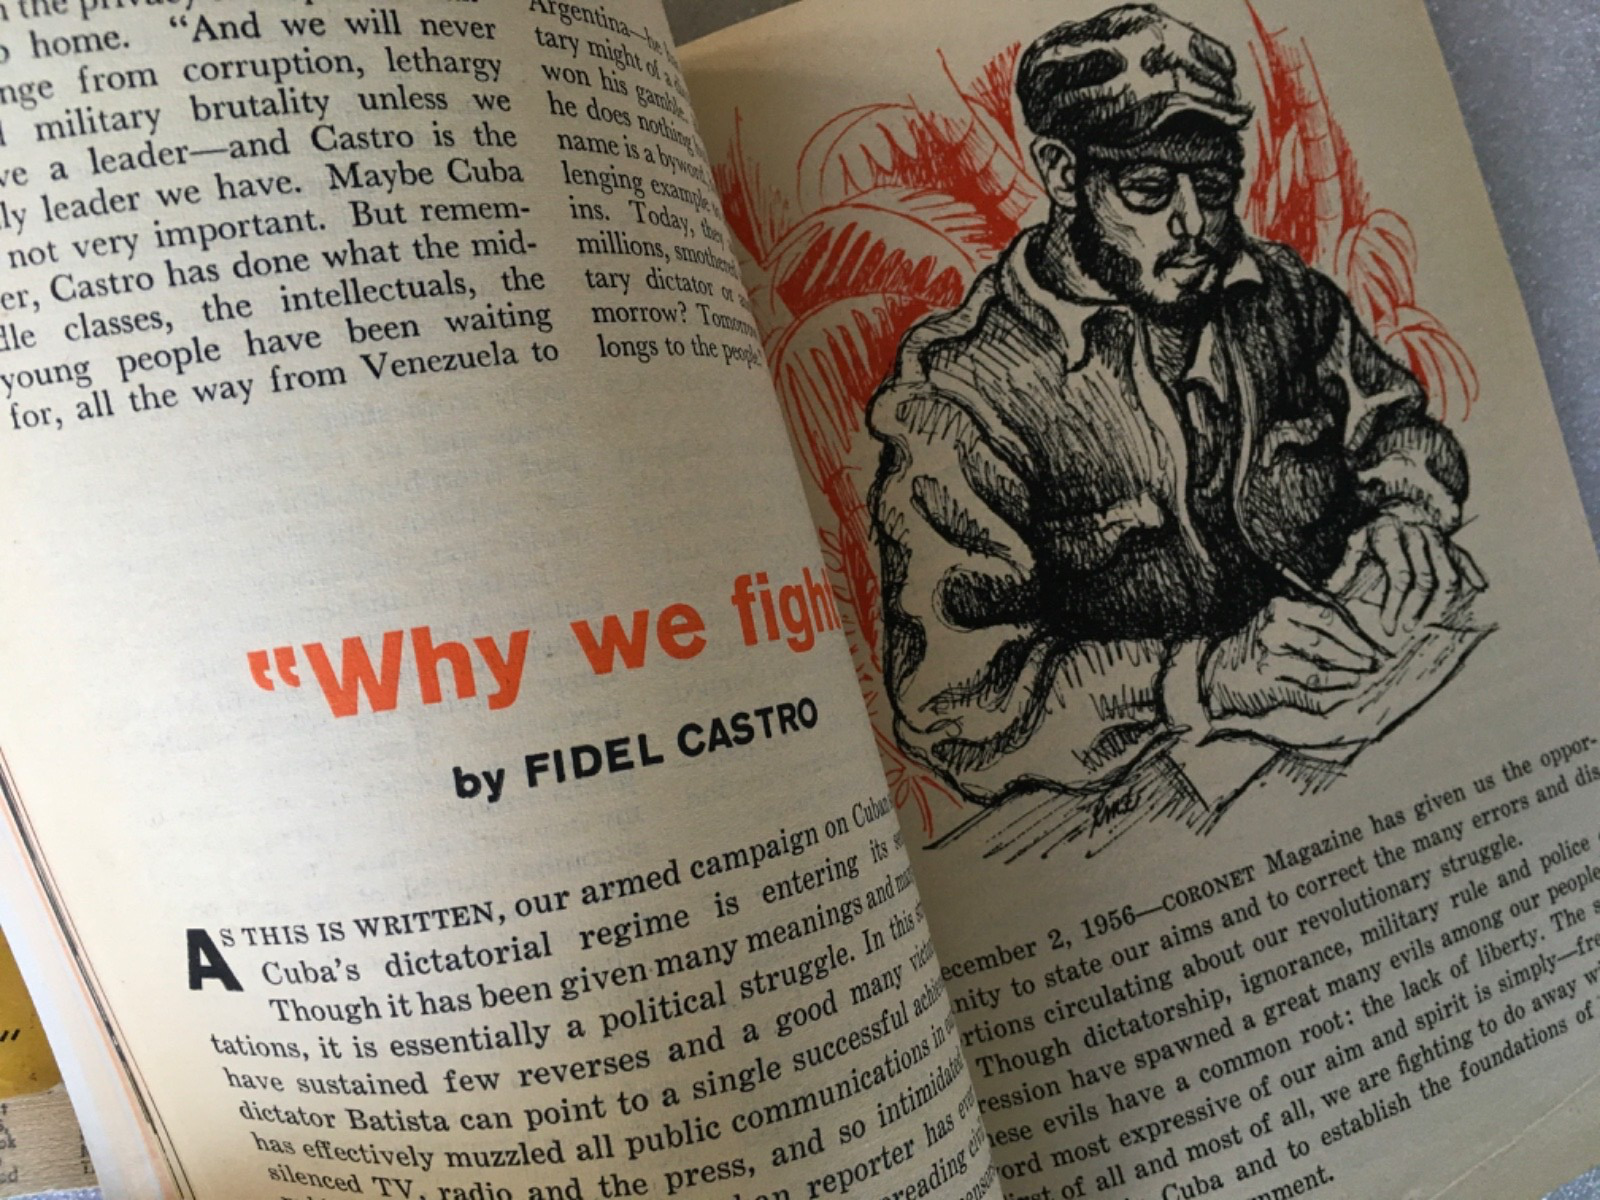 home. "And we will never
nge from corruption, lethargy
military brutality unless we
ve a leader—and Castro is the
ly leader we have. Maybe Cuba
not very important. But remem-
er, Castro has done what the mid-
dle classes, the intellectuals, the
young people have been waiting
for, all the way from Venezuela to
Argentina—he
tary might of a
won his gamble.
he does nothing
name is a byword,
lenging example
ins. Today, they
millions, smothered
tary dictator or
morrow? Tomorrow
longs to the people
"Why we fight
by FIDEL CASTRO
AS THIS IS WRITTEN, our armed campaign on Cuban
Cuba's dictatorial regime is entering its
Though it has been given many meanings and many
tations, it is essentially a political struggle. In this
have sustained few reverses and a good many
dictator Batista can point to a single successful
has effectively muzzled all public communications in
silenced TV, radio and the press, and so intimidated
reporter has
ecember 2, 1956—CORONET Magazine has given us the oppor-
nity to state our aims and to correct the many errors and dis-
rtions circulating about our revolutionary struggle.
Though dictatorship, ignorance, military rule and police
ression have spawned a great many evils among our people
hese evils have a common root: the lack of liberty. The
ord most expressive of our aim and spirit is simply—fre
first of all and most of all, we are fighting to do away
Cuba and to establish the foundations of
nment.